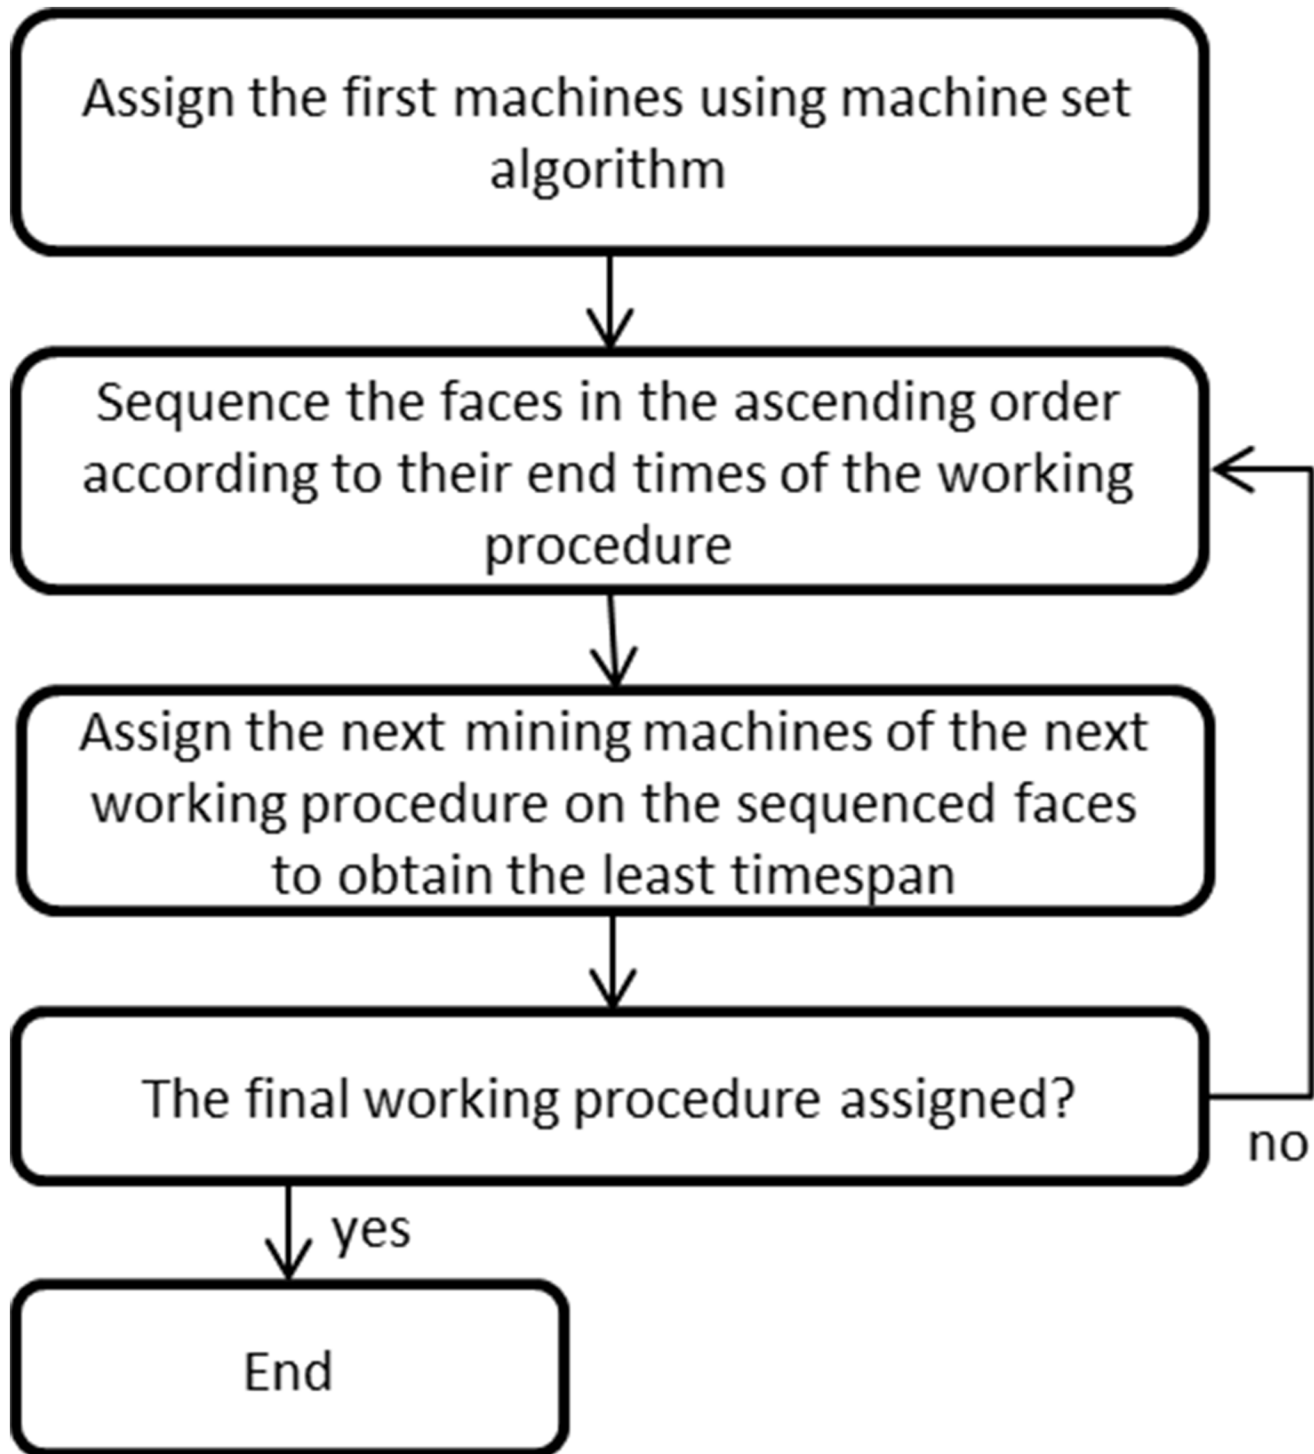 Assign the first machines using machine set
algorithm
Sequence the faces in the ascending order
according to their end times of the working
procedure
Assign the next mining machines of the next
working procedure on the sequenced faces
to obtain the least timespan
The final working procedure assigned?
no
yes
End